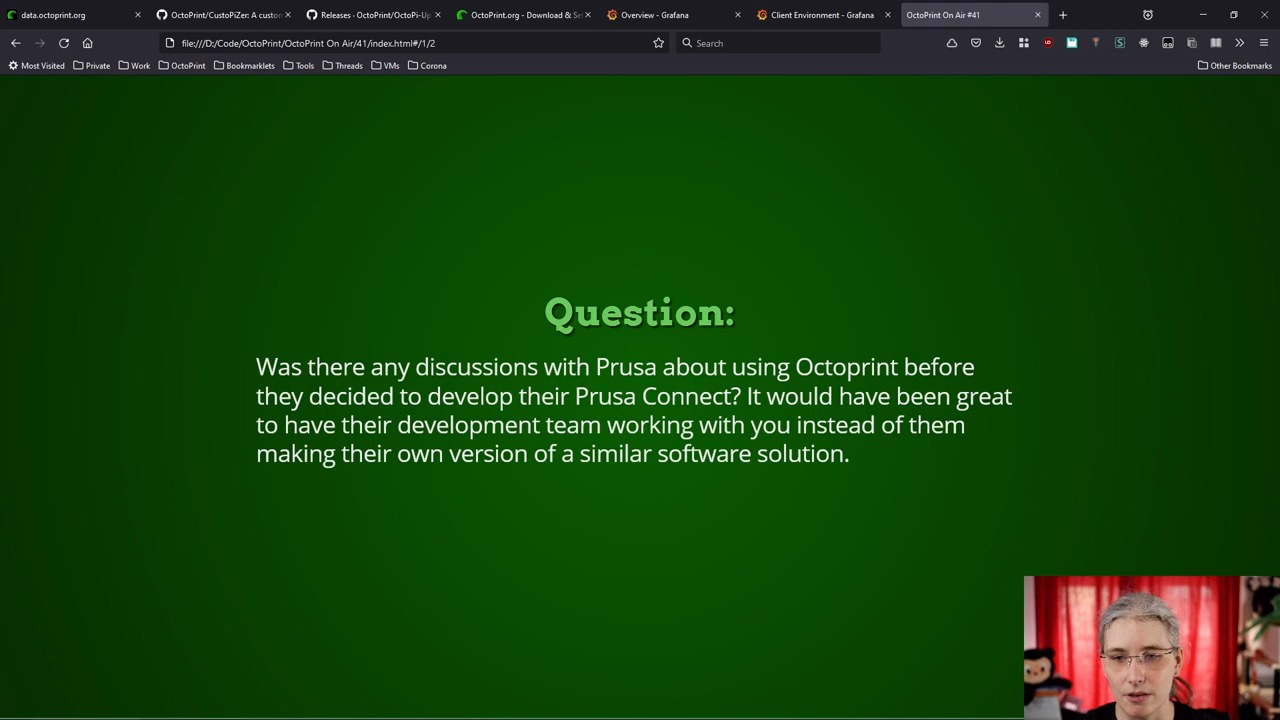 data.octoprint.org
OctoPrint/CustoPiZer: A custom
Releases · OctoPrint/OctoPi-Up
OctoPrint.org - Download & Se
Overview - Grafana
Client Environment - Grafana
OctoPrint On Air #41
file:///D:/Code/OctoPrint/OctoPrint On Air/41/index.html#/1/2
Search
Most Visited
Private
Work
OctoPrint
Bookmarklets
Tools
Threads
VMs
Corona
Other Bookmarks
Question:
Was there any discussions with Prusa about using Octoprint before
they decided to develop their Prusa Connect? It would have been great
to have their development team working with you instead of them
making their own version of a similar software solution.